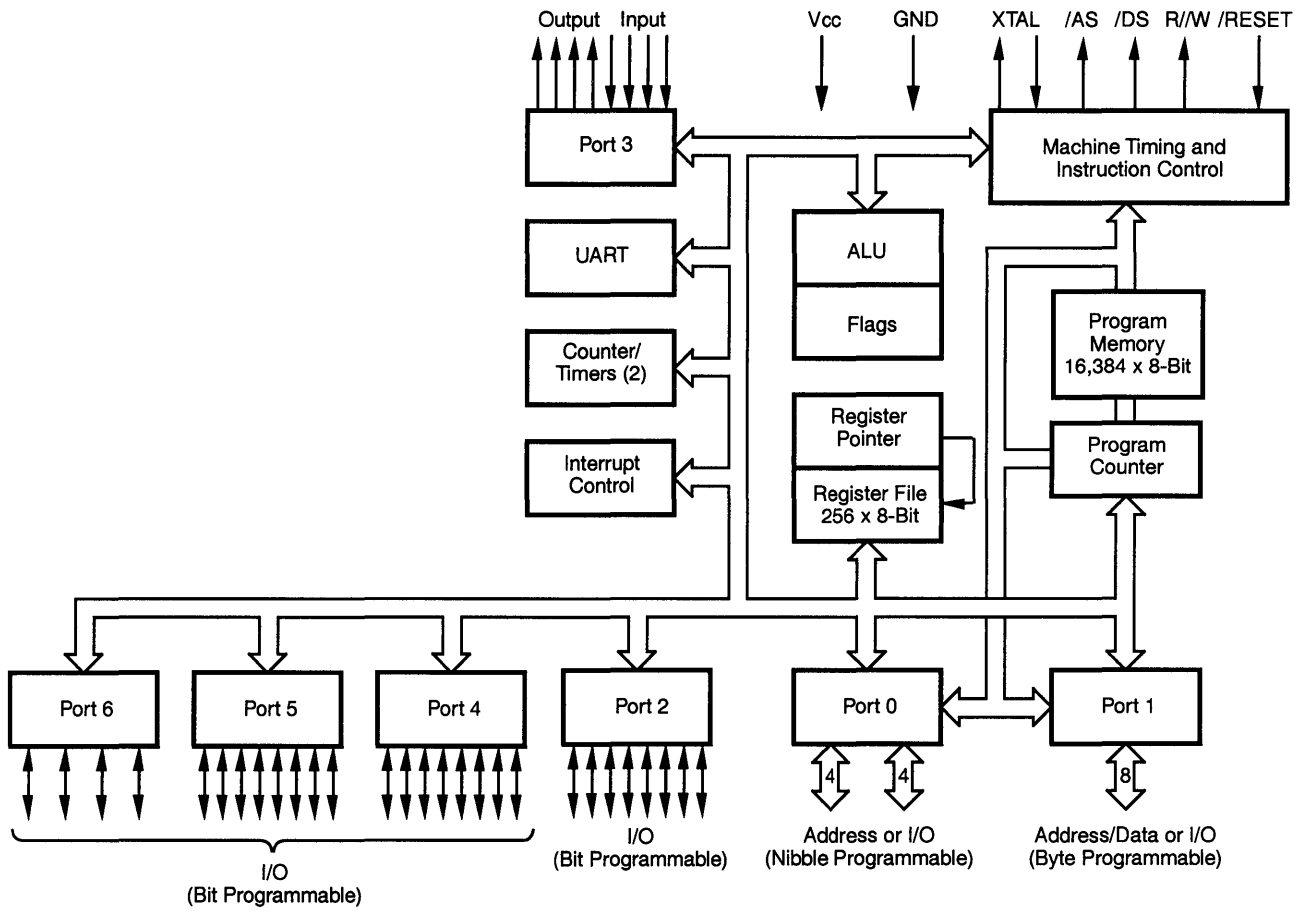 Output Input Vcc GND XTAL /AS /DS R//W /RESET
Port 3
Machine Timing and
Instruction Control
UART
ALU
Flags
Counter/
Timers (2)
Program
Memory
16,384 x 8-Bit
Register
Pointer
Program
Counter
Interrupt
Control
Register File
256 x 8-Bit
Port 6
Port 5
Port 4
Port 2
Port 0
Port 1
4
4
8
I/O
(Bit Programmable)
I/O
(Bit Programmable)
Address or I/O
(Nibble Programmable)
Address/Data or I/O
(Byte Programmable)